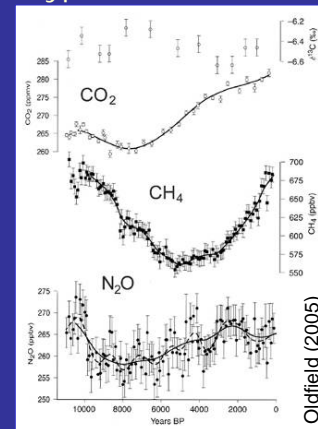 −6.2
−6.4
−6.6
δ¹³C (‰)
285
280
275
270
265
260
CO₂ (ppmv)
CO₂
700
675
650
625
600
575
550
CH₄ (ppbv)
CH₄
N₂O
275
270
265
260
255
250
N₂O (ppbv)
10000 8000 6000 4000 2000 0
Years BP
Oldfield (2005)